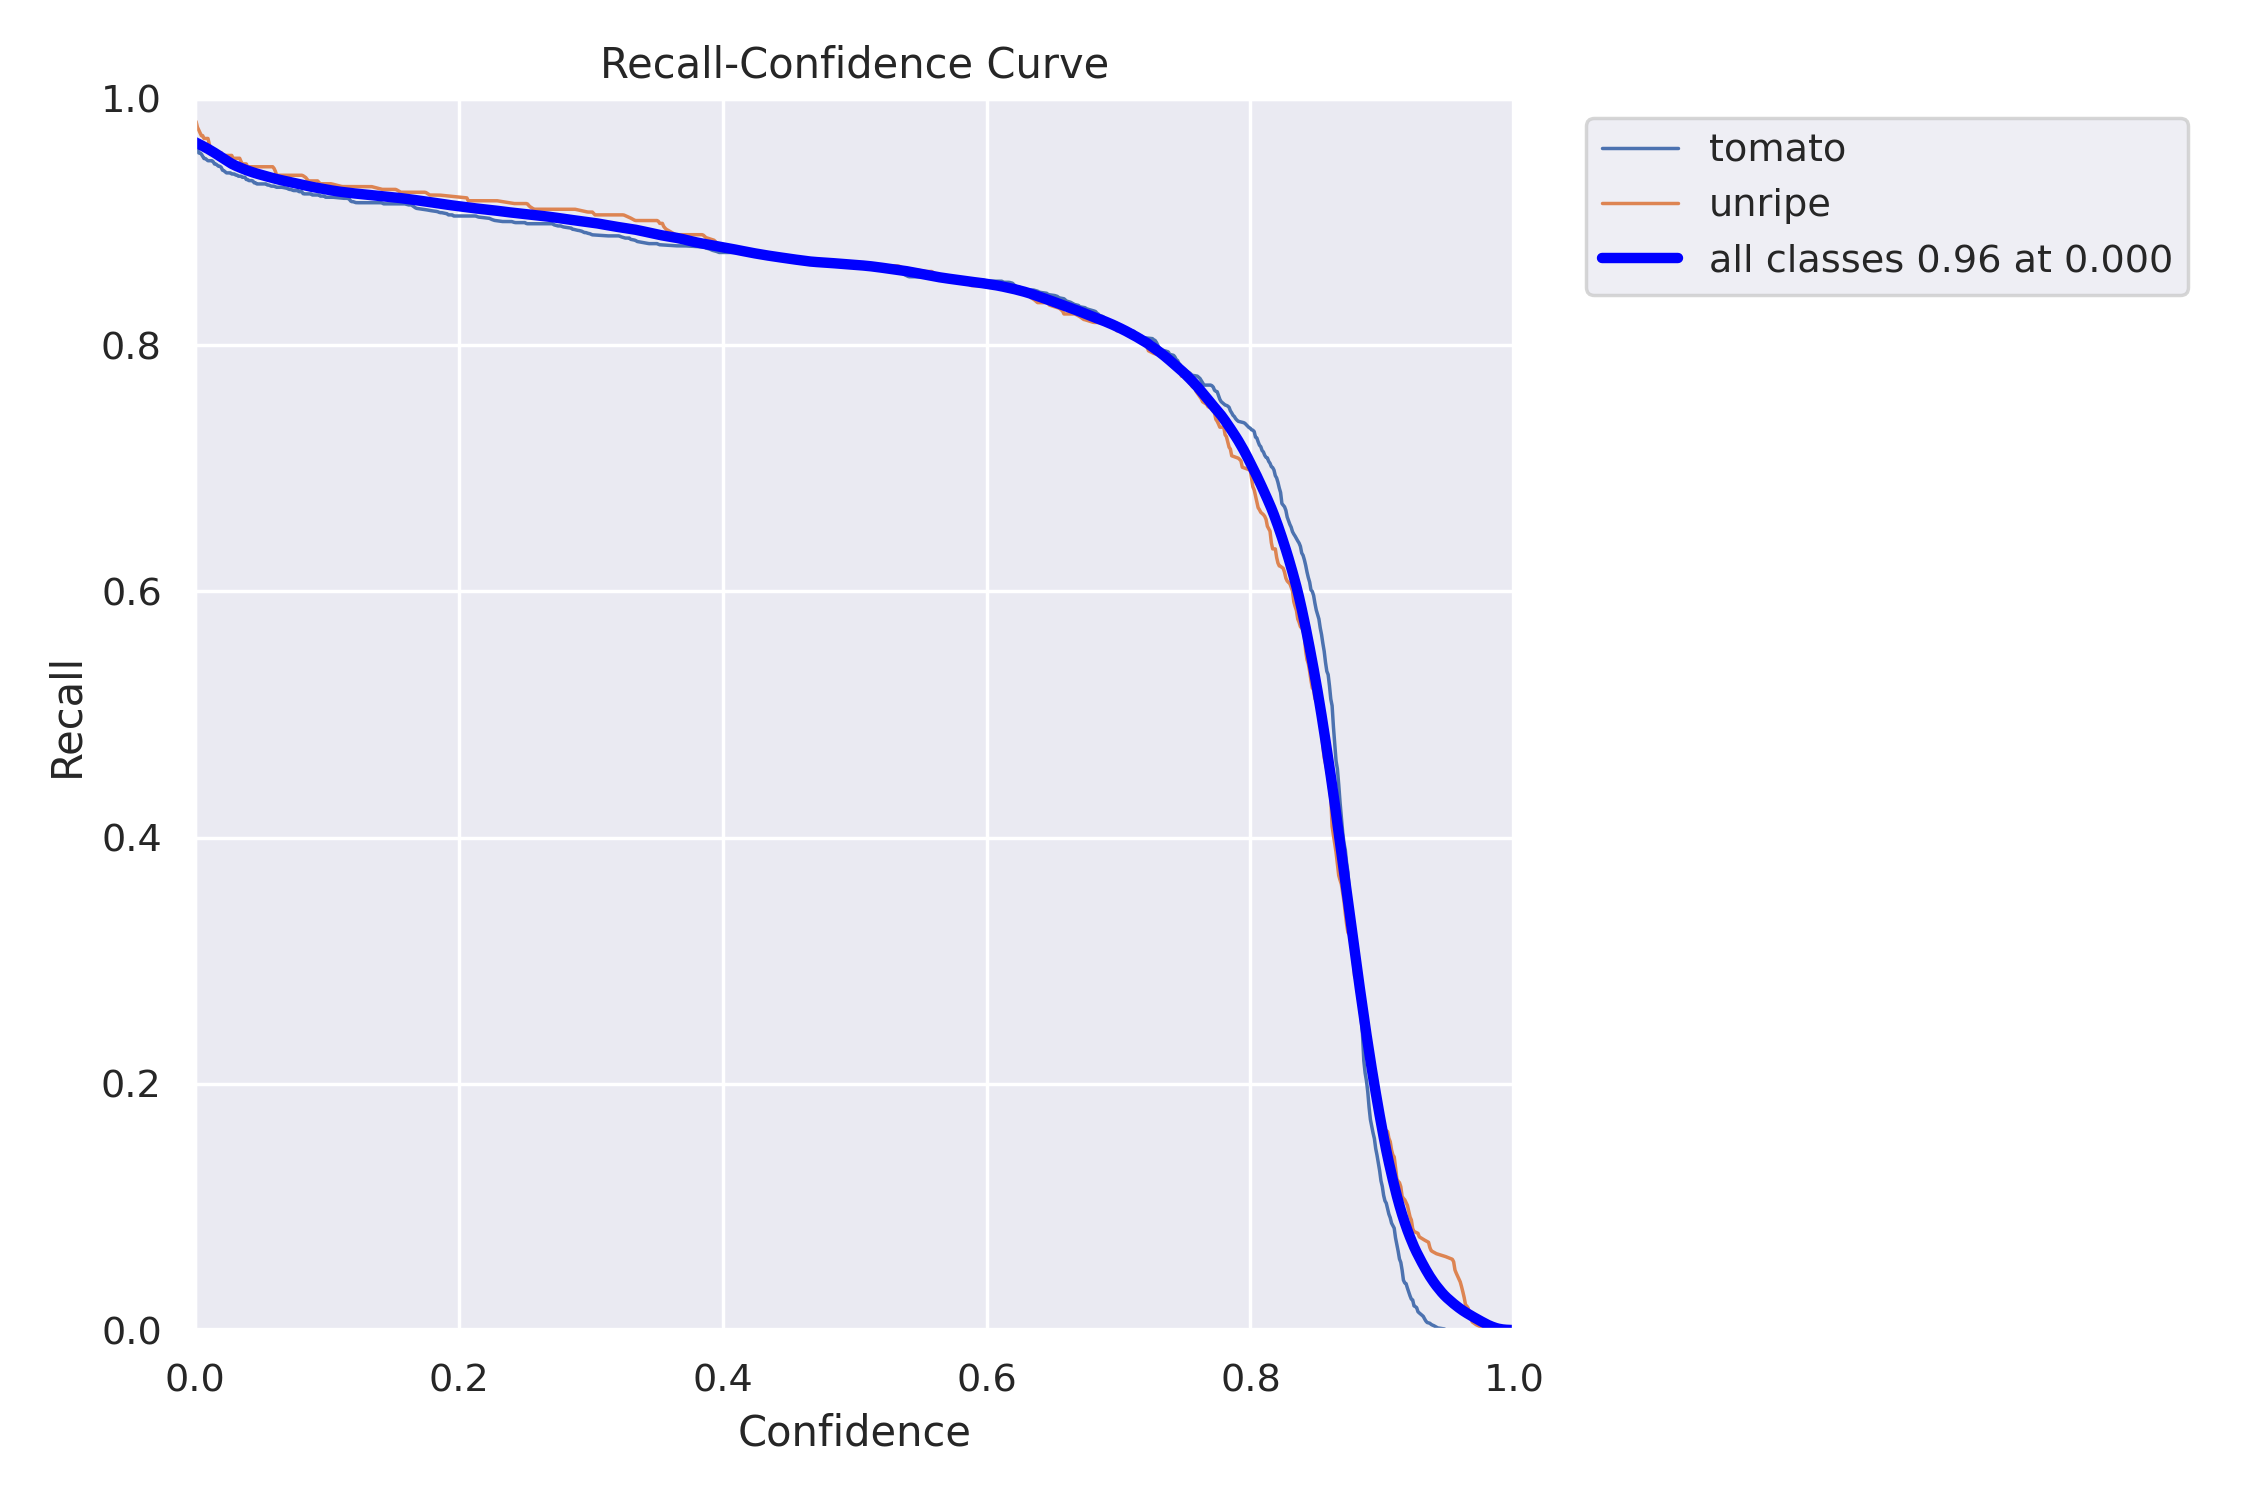 Recall-Confidence Curve
1.0
0.8
0.6
0.4
0.2
0.0
Recall
0.0 0.2 0.4 0.6 0.8 1.0
Confidence
tomato
unripe
all classes 0.96 at 0.000